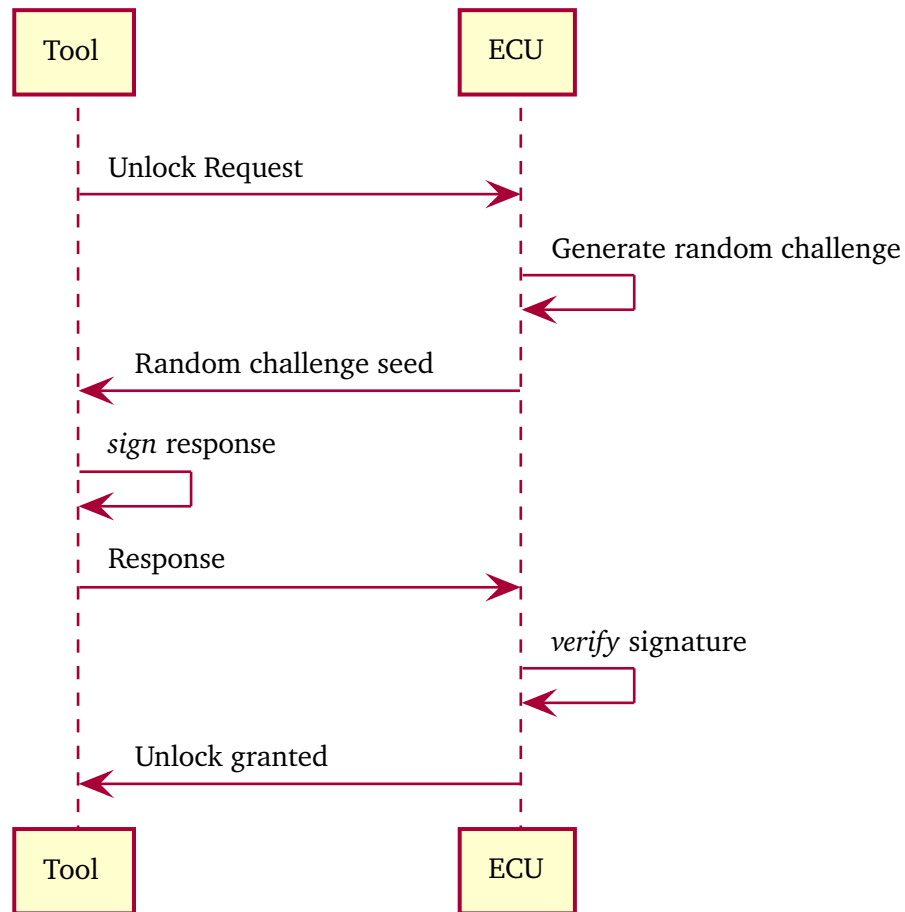 Tool
ECU
Unlock Request
Generate random challenge
Random challenge seed
sign response
Response
verify signature
Unlock granted
Tool
ECU